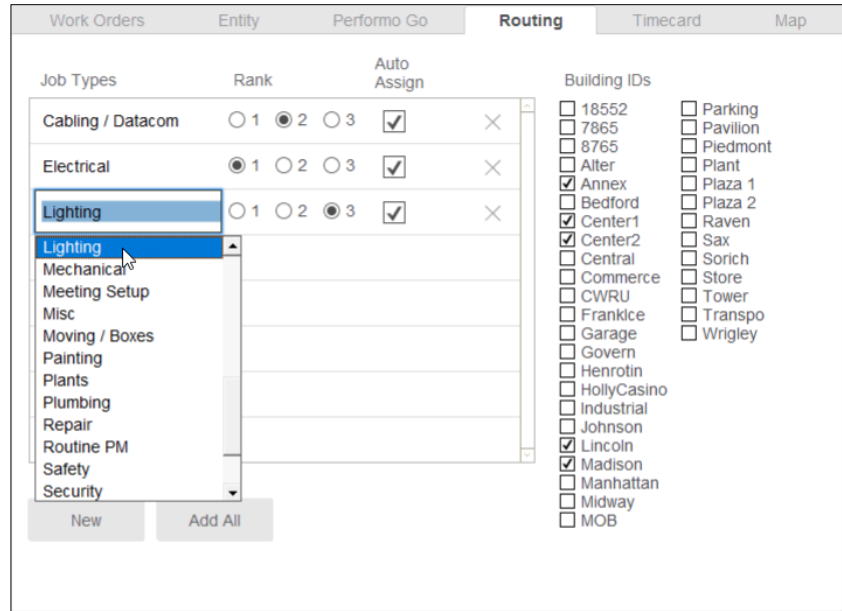 Work Orders Entity Performo Go Routing Timecard Map
Job Types Rank Auto Assign Building IDs
Cabling / Datacom 1 2 3
Electrical 1 2 3
Lighting 1 2 3
Lighting
Mechanical
Meeting Setup
Misc
Moving / Boxes
Painting
Plants
Plumbing
Repair
Routine PM
Safety
Security
New Add All
18552
7865
8765
Alter
Annex
Bedford
Center1
Center2
Central
Commerce
CWRU
FrankIce
Garage
Govern
Henrotin
HollyCasino
Industrial
Johnson
Lincoln
Madison
Manhattan
Midway
MOB
Parking
Pavilion
Piedmont
Plant
Plaza 1
Plaza 2
Raven
Sax
Sorich
Store
Tower
Transpo
Wrigley